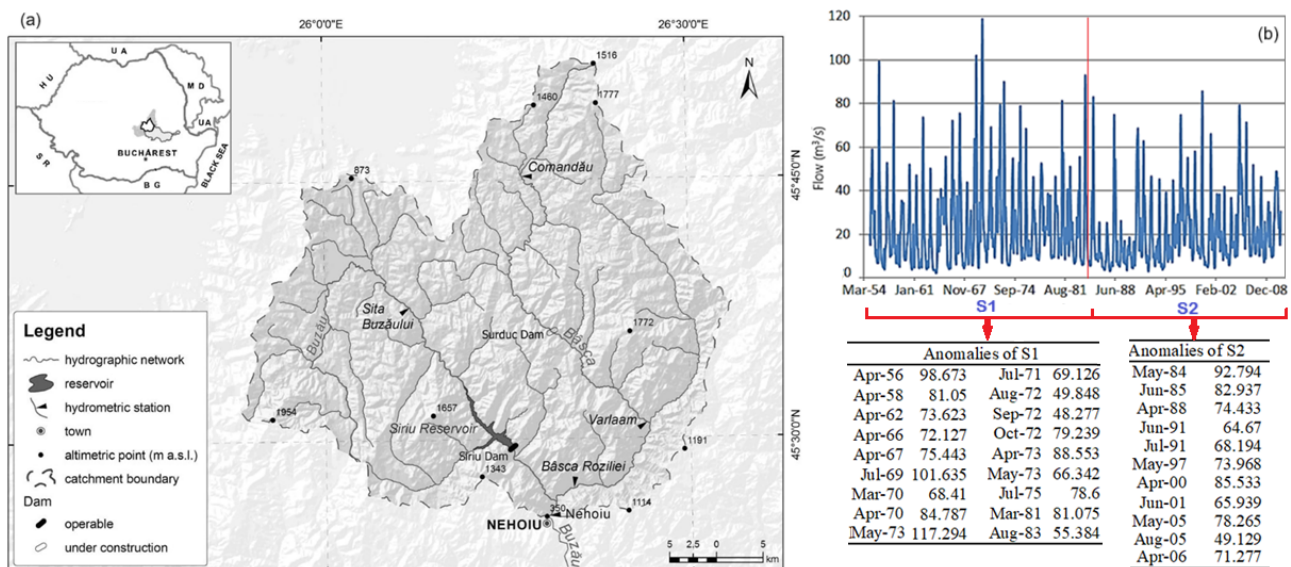 (a)
26°0'0"E
26°30'0"E
UA
HU
MD
UA
BUCHAREST
SR
BG
BLACK SEA
N
1516
1460
1777
Comandău
873
45°45'0"N
Sita
Buzăului
Buzău
Surduc Dam
Bâsca
1772
1954
1657
Siriu Reservoir
Varlaam
1191
45°30'0"N
Siriu Dam
1343
Bâsca Roziliei
1114
350
Nehoiu
NEHOIU
Buzău
5 2.5 0 5
km
Legend
hydrographic network
reservoir
hydrometric station
town
altimetric point (m a.s.l.)
catchment boundary
Dam
operable
under construction
(b)
Flow (m³/s)
120
100
80
60
40
20
0
Mar-54 Jan-61 Nov-67 Sep-74 Aug-81 Jun-88 Apr-95 Feb-02 Dec-08
S1 S2
Anomalies of S1
Apr-56 98.673 Jul-71 69.126
Apr-58 81.05 Aug-72 49.848
Apr-62 73.623 Sep-72 48.277
Apr-66 72.127 Oct-72 79.239
Apr-67 75.443 Apr-73 88.553
Jul-69 101.635 May-73 66.342
Mar-70 68.41 Jul-75 78.6
Apr-70 84.787 Mar-81 81.075
May-73 117.294 Aug-83 55.384
Anomalies of S2
May-84 92.794
Jun-85 82.937
Apr-88 74.433
Jun-91 64.67
Jul-91 68.194
May-97 73.968
Apr-00 85.533
Jun-01 65.939
May-05 78.265
Aug-05 49.129
Apr-06 71.277